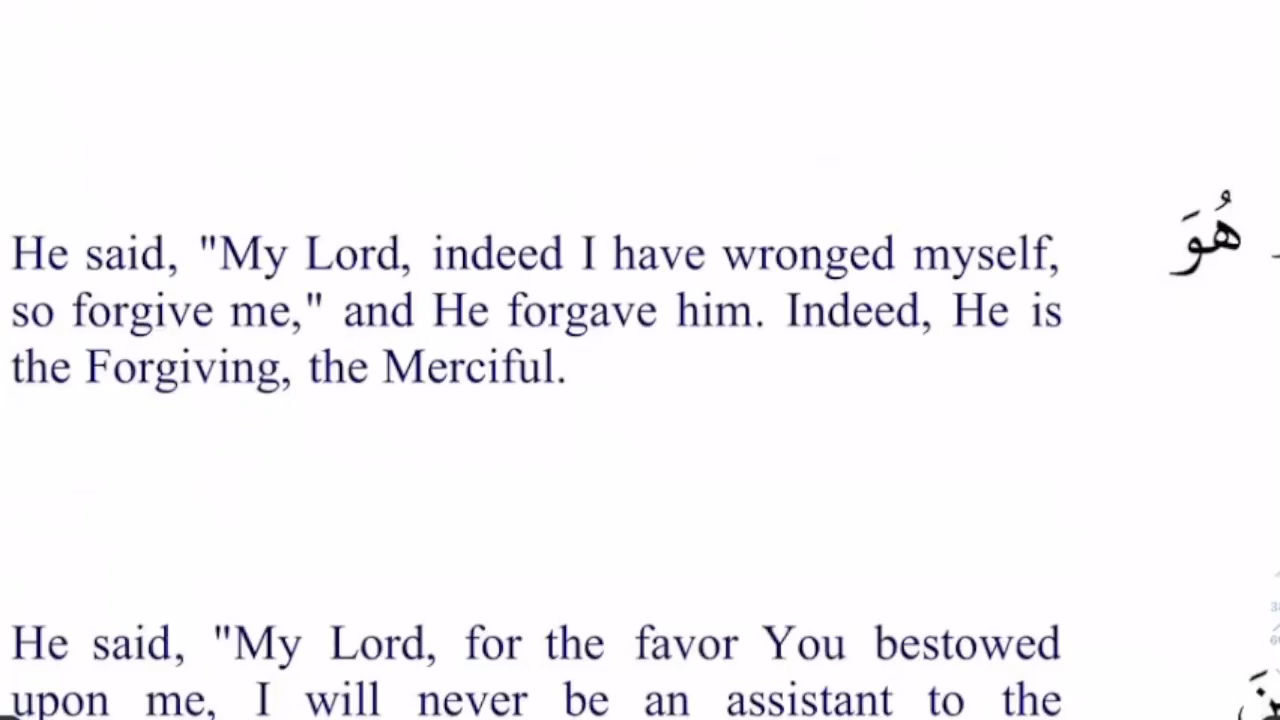 He said, "My Lord, indeed I have wronged myself,
so forgive me," and He forgave him. Indeed, He is
the Forgiving, the Merciful.
هُوَ
He said, "My Lord, for the favor You bestowed
upon me, I will never be an assistant to the